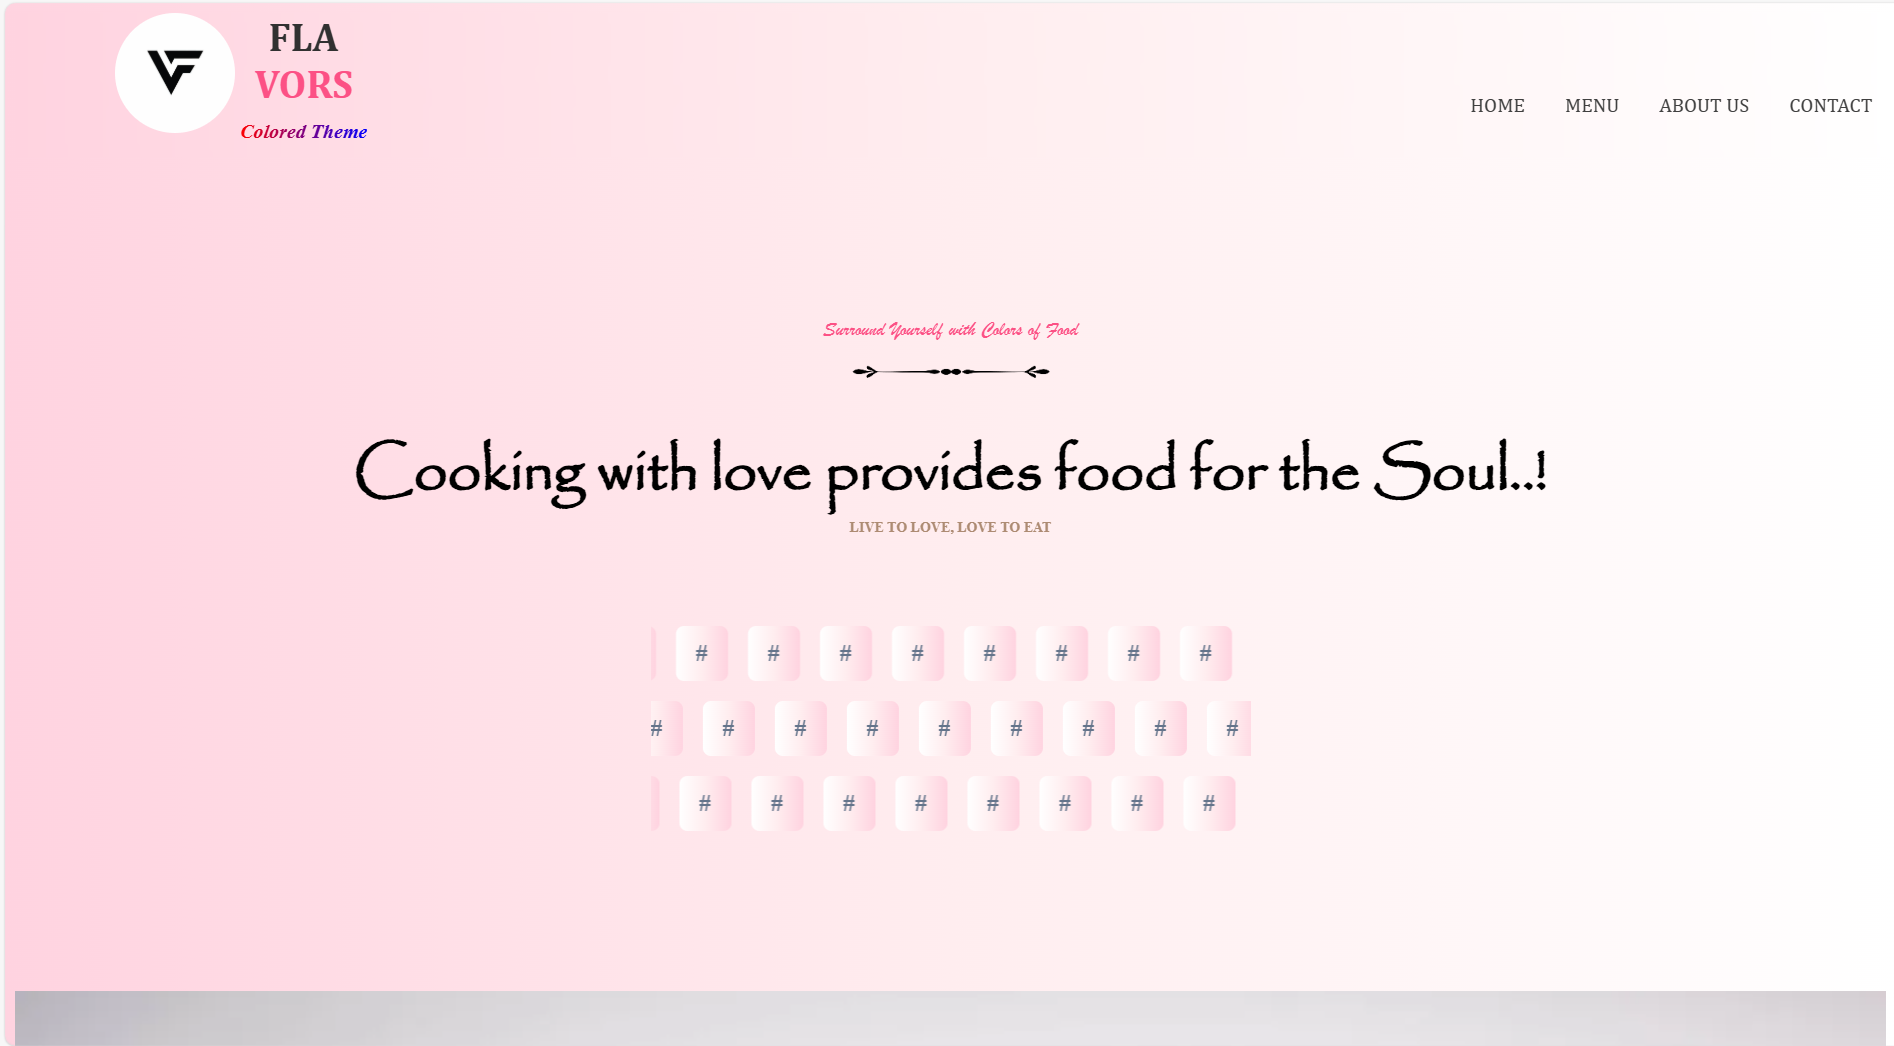 FLA
VORS
Colored Theme
HOME MENU ABOUT US CONTACT
Surround Yourself with Colors of Food
Cooking with love provides food for the Soul..!
LIVE TO LOVE, LOVE TO EAT
# # # # # # # #
# # # # # # # # #
# # # # # # # #